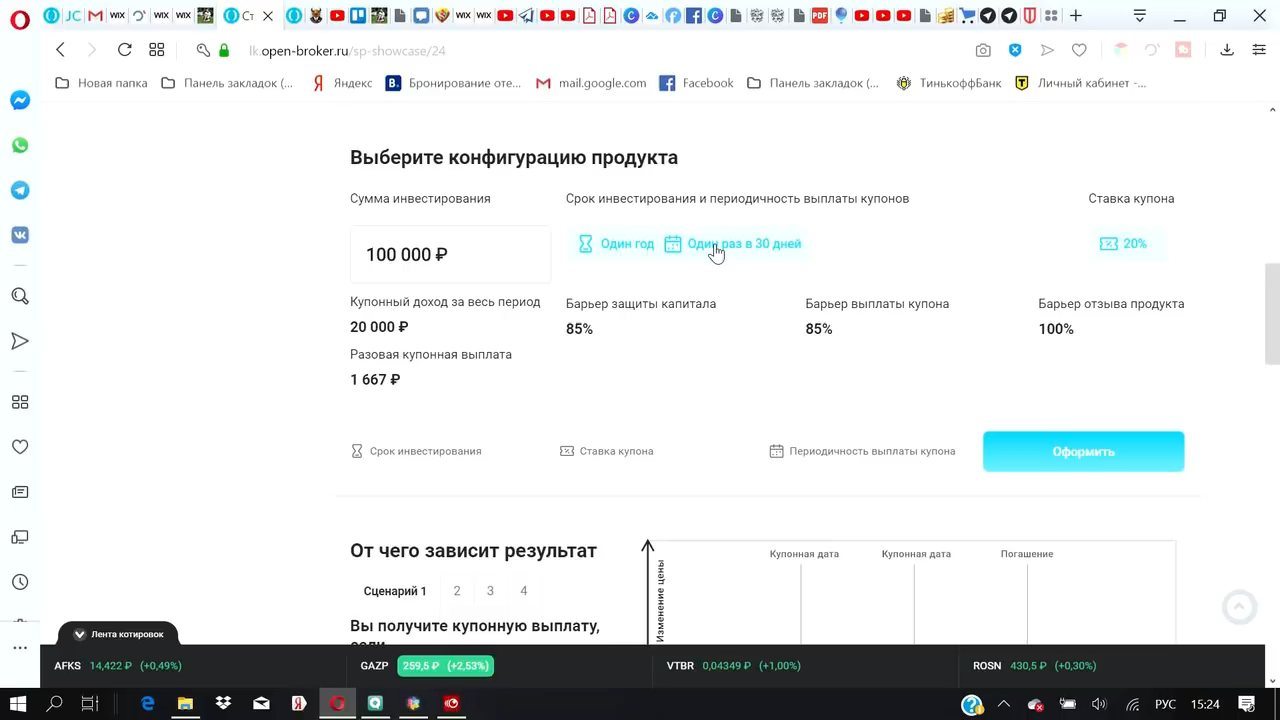 Ст
lk.open-broker.ru/sp-showcase/24
Новая папка
Панель закладок (...
Яндекс
Бронирование оте...
mail.google.com
Facebook
Панель закладок (...
ТинькоффБанк
Личный кабинет -...
Выберите конфигурацию продукта
Сумма инвестирования
Срок инвестирования и периодичность выплаты купонов
Ставка купона
100 000 ₽
Один год
Один раз в 30 дней
20%
Купонный доход за весь период
Барьер защиты капитала
Барьер выплаты купона
Барьер отзыва продукта
20 000 ₽
85%
85%
100%
Разовая купонная выплата
1 667 ₽
Срок инвестирования
Ставка купона
Периодичность выплаты купона
Оформить
От чего зависит результат
Сценарий 1 2 3 4
Вы получите купонную выплату,
если
Изменение цены
Купонная дата
Купонная дата
Погашение
Лента котировок
AFKS 14,422 ₽ (+0,49%)
GAZP 259,5 ₽ (+2,53%)
VTBR 0,04349 ₽ (+1,00%)
ROSN 430,5 ₽ (+0,30%)
РУС 15:24